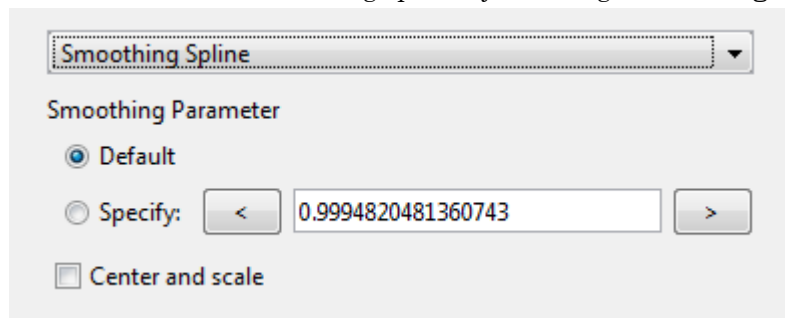 Smoothing Spline
Smoothing Parameter
Default
Specify: < 0.9994820481360743 >
Center and scale